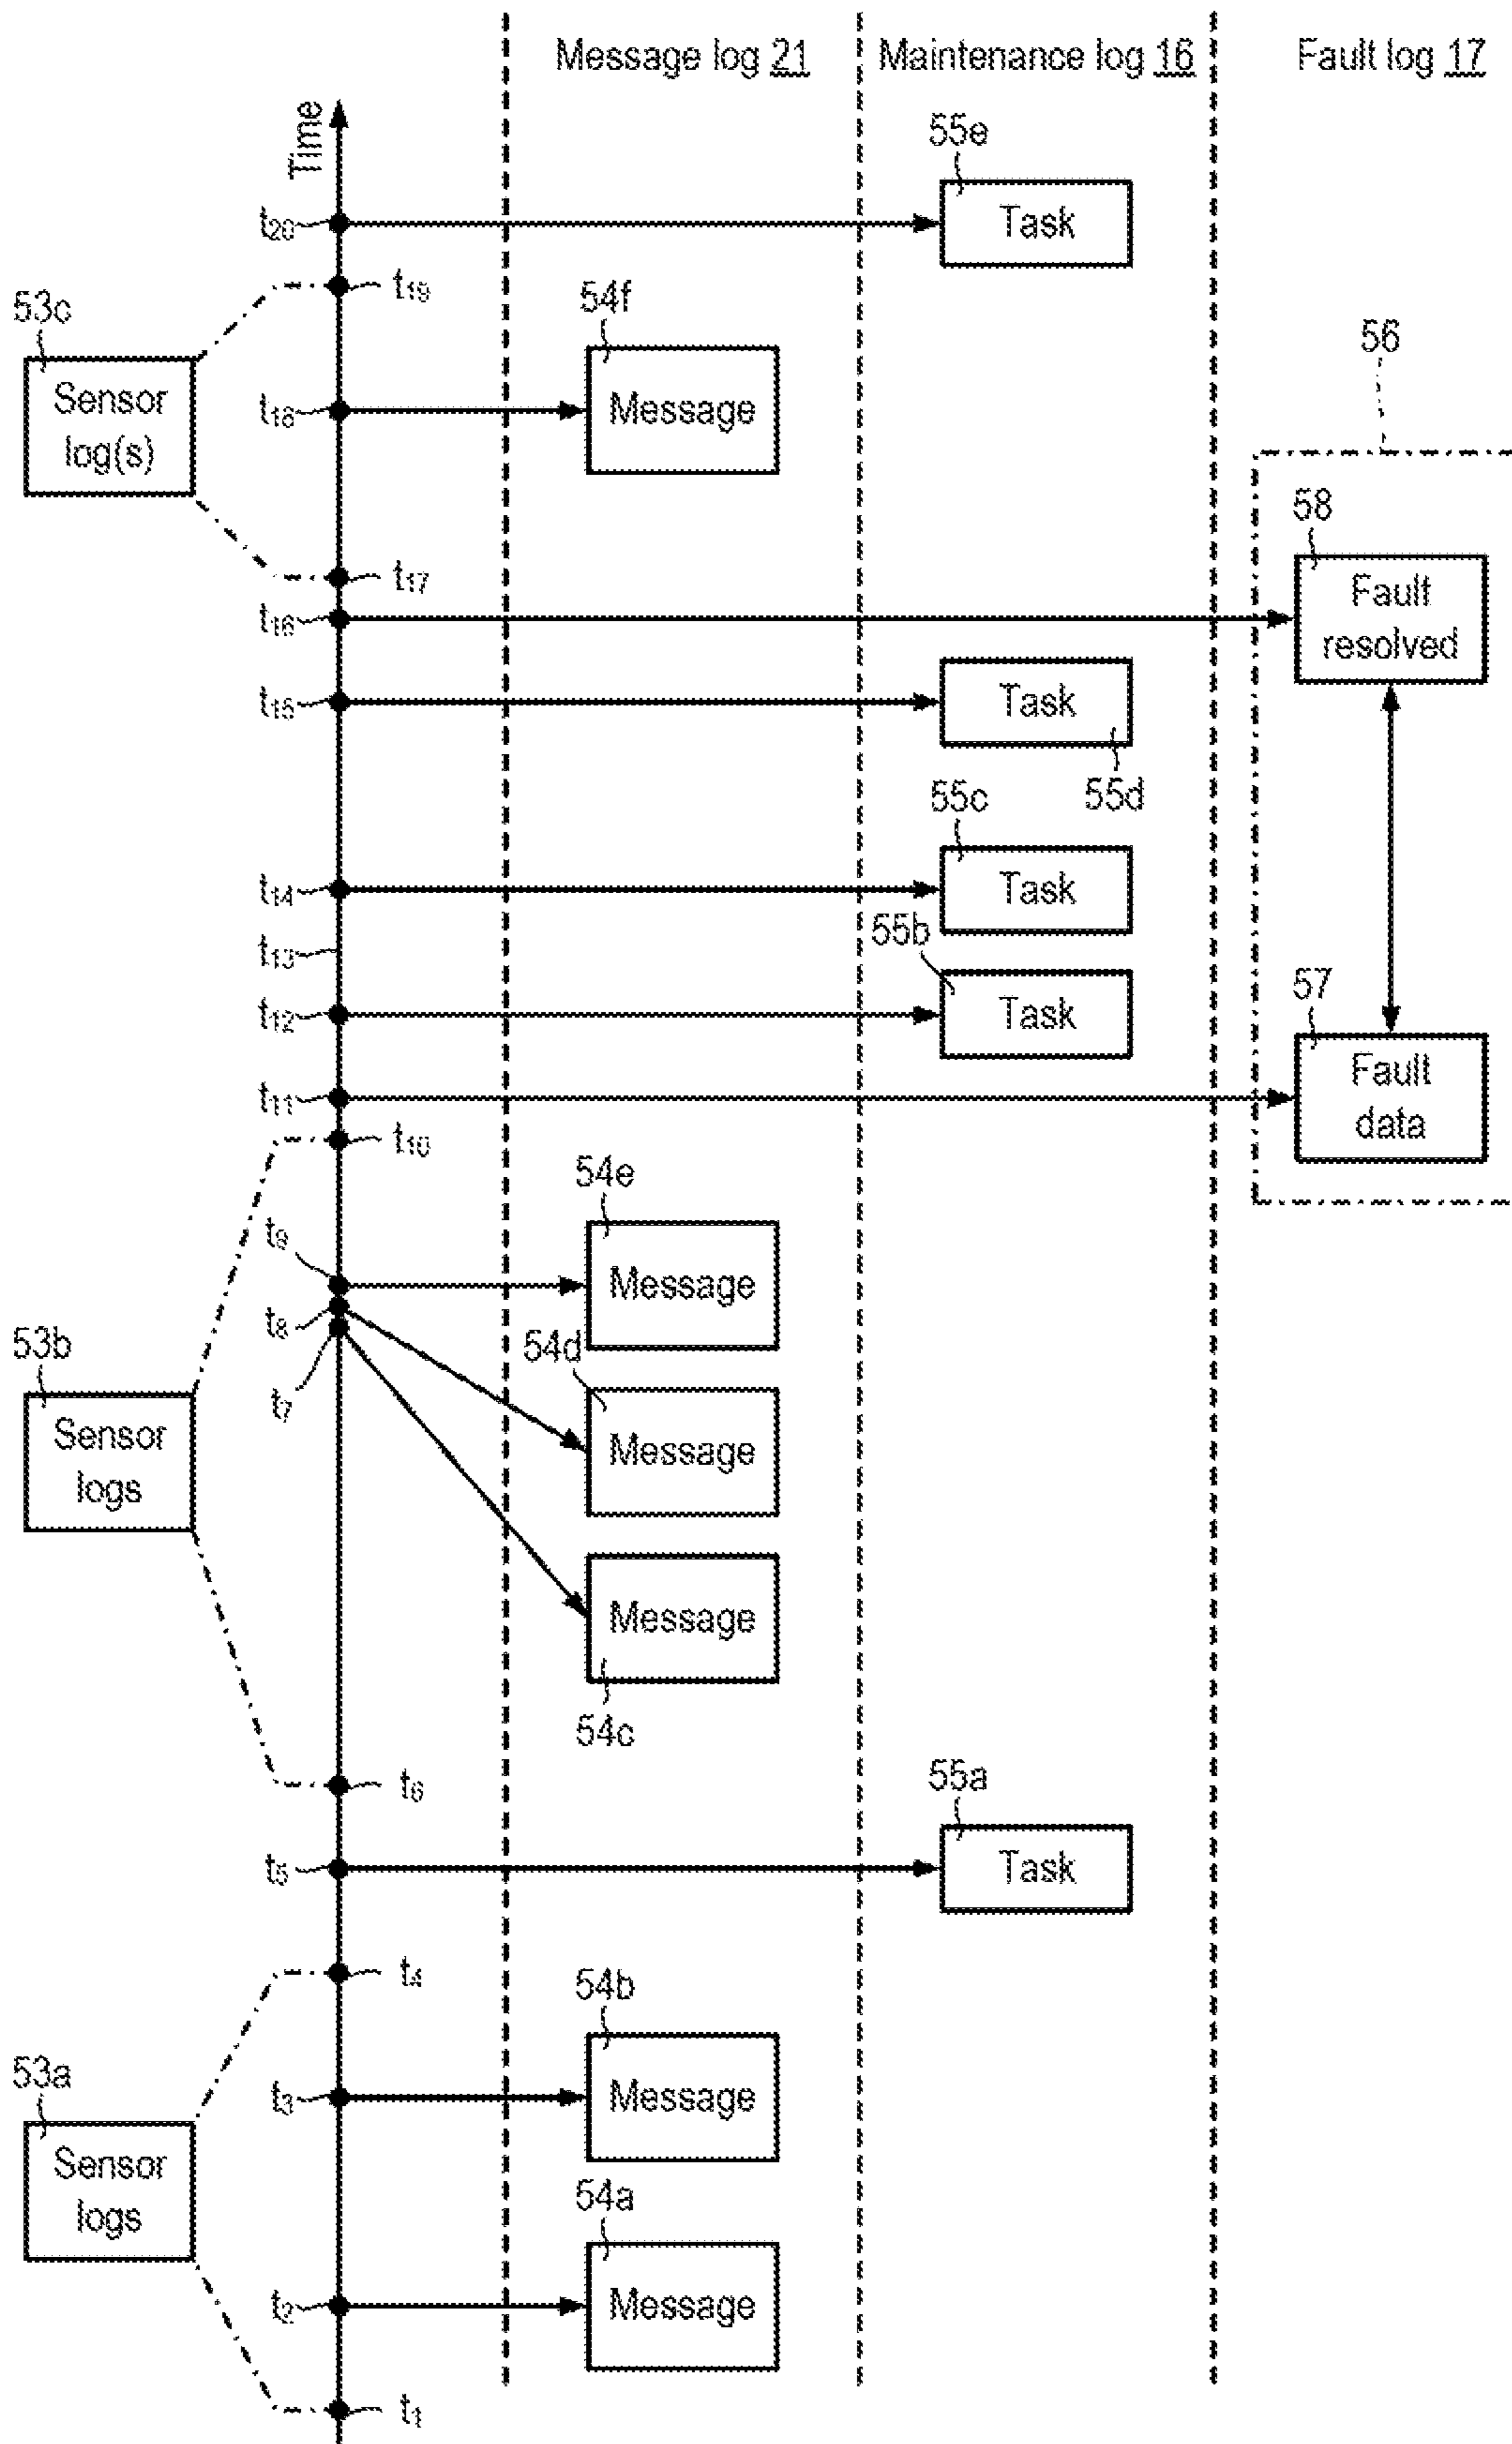 Message log 21
Maintenance log 16
Fault log 17
Time
55e
Task
t20
t19
53c
Sensor
log(s)
54f
Message
t18
56
58
Fault
resolved
t17
t16
Task
55d
t15
55c
Task
t14
55b
t13
Task
t12
57
Fault
data
t11
t10
54e
Message
t9
t8
54d
Message
t7
53b
Sensor
logs
Message
54c
t6
55a
Task
t5
t4
54b
Message
t3
53a
Sensor
logs
54a
Message
t2
t1